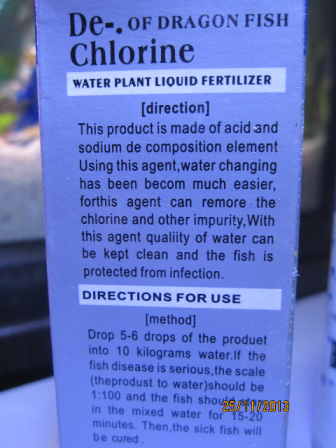 De-. OF DRAGON FISH
Chlorine
WATER PLANT LIQUID FERTILIZER
[direction]
This product is made of acid and
sodium de composition element
Using this agent,water changing
has been becom much easier,
forthis agent can remore the
chlorine and other impurity,With
this agent qualiity of water can
be kept clean and the fish is
protected from infection.
DIRECTIONS FOR USE
[method]
Drop 5-6 drops of the produet
into 10 kilograms water.If the
fish disease is serious,the scale
(theprodust to water)should be
1:100 and the fish should
in the mixed water for 15-20
minutes. Then,the sick fish will
be cured.
26/11/2013